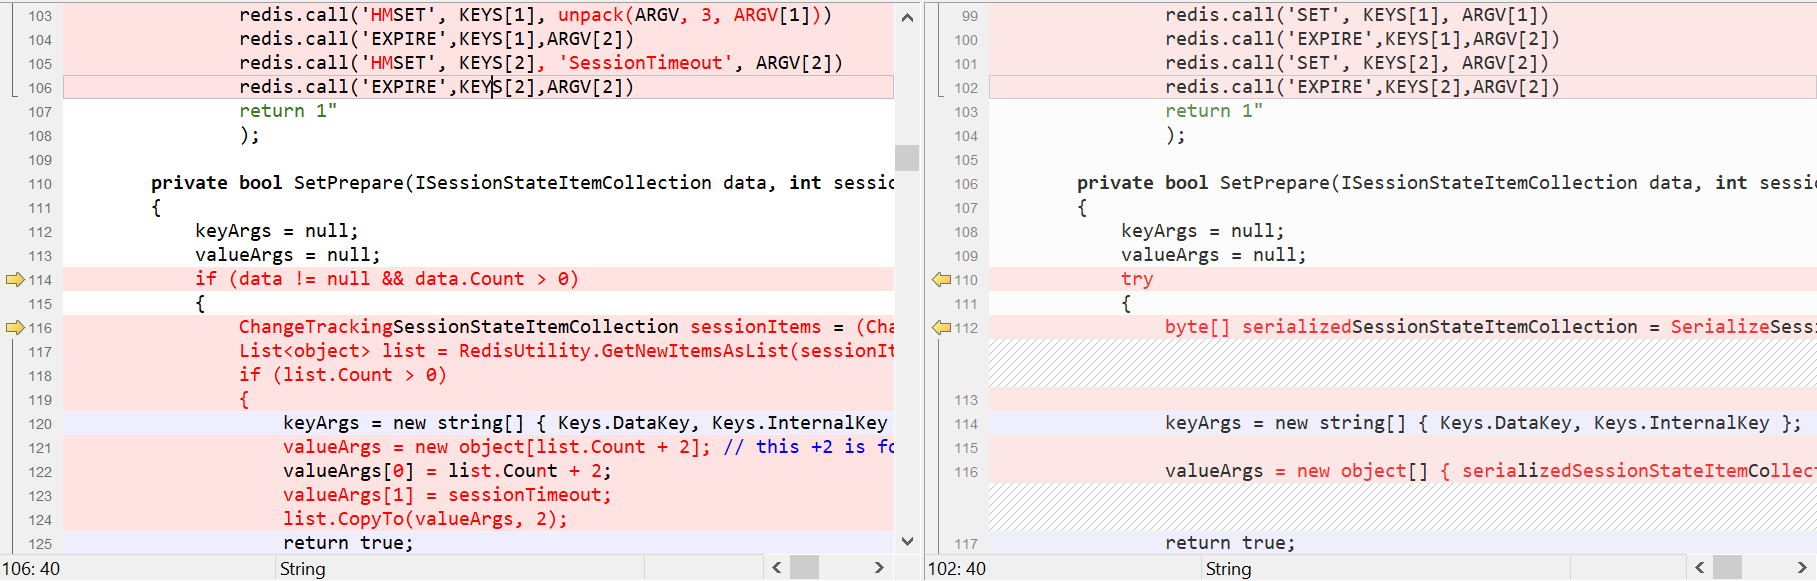 103 redis.call('HMSET', KEYS[1], unpack(ARGV, 3, ARGV[1]))
104 redis.call('EXPIRE',KEYS[1],ARGV[2])
105 redis.call('HMSET', KEYS[2], 'SessionTimeout', ARGV[2])
106 redis.call('EXPIRE',KEYS[2],ARGV[2])
107 return 1"
108 );
109
110 private bool SetPrepare(ISessionStateItemCollection data, int
111 {
112 keyArgs = null;
113 valueArgs = null;
114 if (data != null && data.Count > 0)
115 {
116 ChangeTrackingSessionStateItemCollection sessionItems =
117 List<object> list = RedisUtility.GetNewItemsAsList(
118 if (list.Count > 0)
119 {
120 keyArgs = new string[] { Keys.DataKey, Keys.InternalKey
121 valueArgs = new object[list.Count + 2]; // this +2 is
122 valueArgs[0] = list.Count + 2;
123 valueArgs[1] = sessionTimeout;
124 list.CopyTo(valueArgs, 2);
125 return true;
106: 40 String
99 redis.call('SET', KEYS[1], ARGV[1])
100 redis.call('EXPIRE',KEYS[1],ARGV[2])
101 redis.call('SET', KEYS[2], ARGV[2])
102 redis.call('EXPIRE',KEYS[2],ARGV[2])
103 return 1"
104 );
105
106 private bool SetPrepare(ISessionStateItemCollection data, int
107 {
108 keyArgs = null;
109 valueArgs = null;
110 try
111 {
112 byte[] serializedSessionStateItemCollection =
113
114 keyArgs = new string[] { Keys.DataKey, Keys.InternalKey };
115
116 valueArgs = new object[] {
117 return true;
102: 40 String